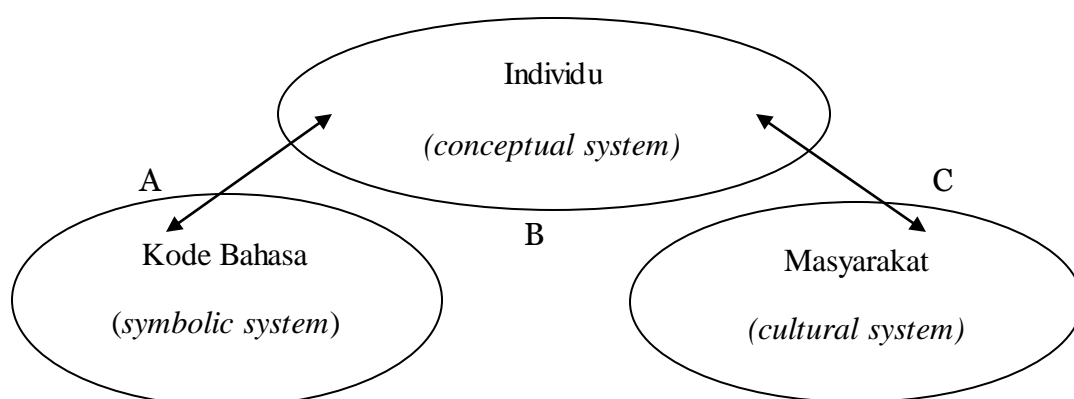 Individu
(conceptual system)
A
C
B
Kode Bahasa
(symbolic system)
Masyarakat
(cultural system)